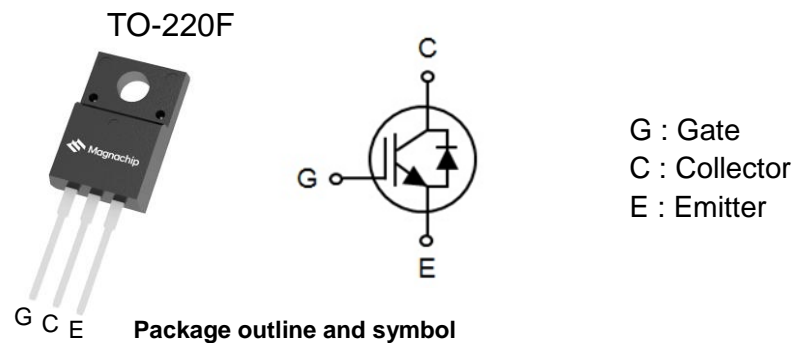 TO-220F
Magnachip
G C E
C
G
E
G : Gate
C : Collector
E : Emitter
Package outline and symbol